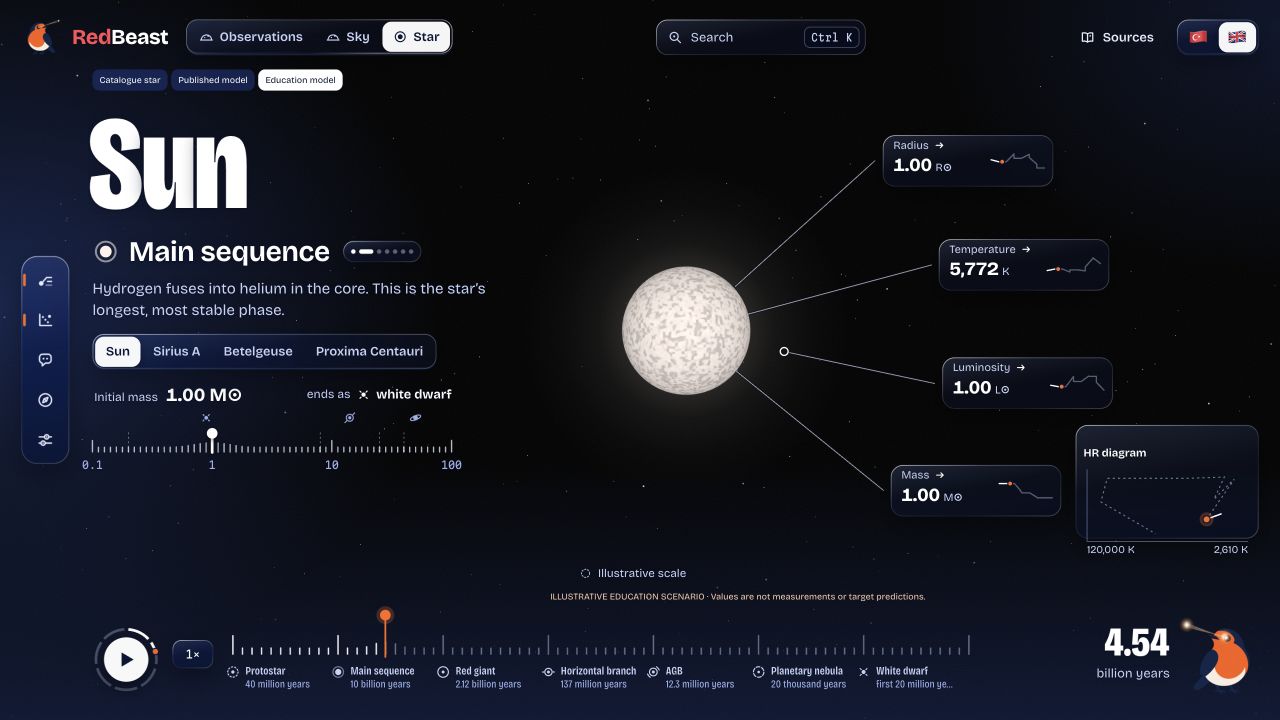 RedBeast
Observations
Sky
Star
Search
Ctrl K
Sources
Catalogue star
Published model
Education model
Sun
Main sequence
Hydrogen fuses into helium in the core. This is the star's
longest, most stable phase.
Sun
Sirius A
Betelgeuse
Proxima Centauri
Initial mass 1.00 M☉
ends as white dwarf
0.1 1 10 100
Radius →
1.00 R☉
Temperature →
5,772 K
Luminosity →
1.00 L☉
Mass →
1.00 M☉
HR diagram
120,000 K 2,610 K
Illustrative scale
ILLUSTRATIVE EDUCATION SCENARIO · Values are not measurements or target predictions.
1×
Protostar
40 million years
Main sequence
10 billion years
Red giant
2.12 billion years
Horizontal branch
137 million years
AGB
12.3 million years
Planetary nebula
20 thousand years
White dwarf
first 20 million ye...
4.54
billion years